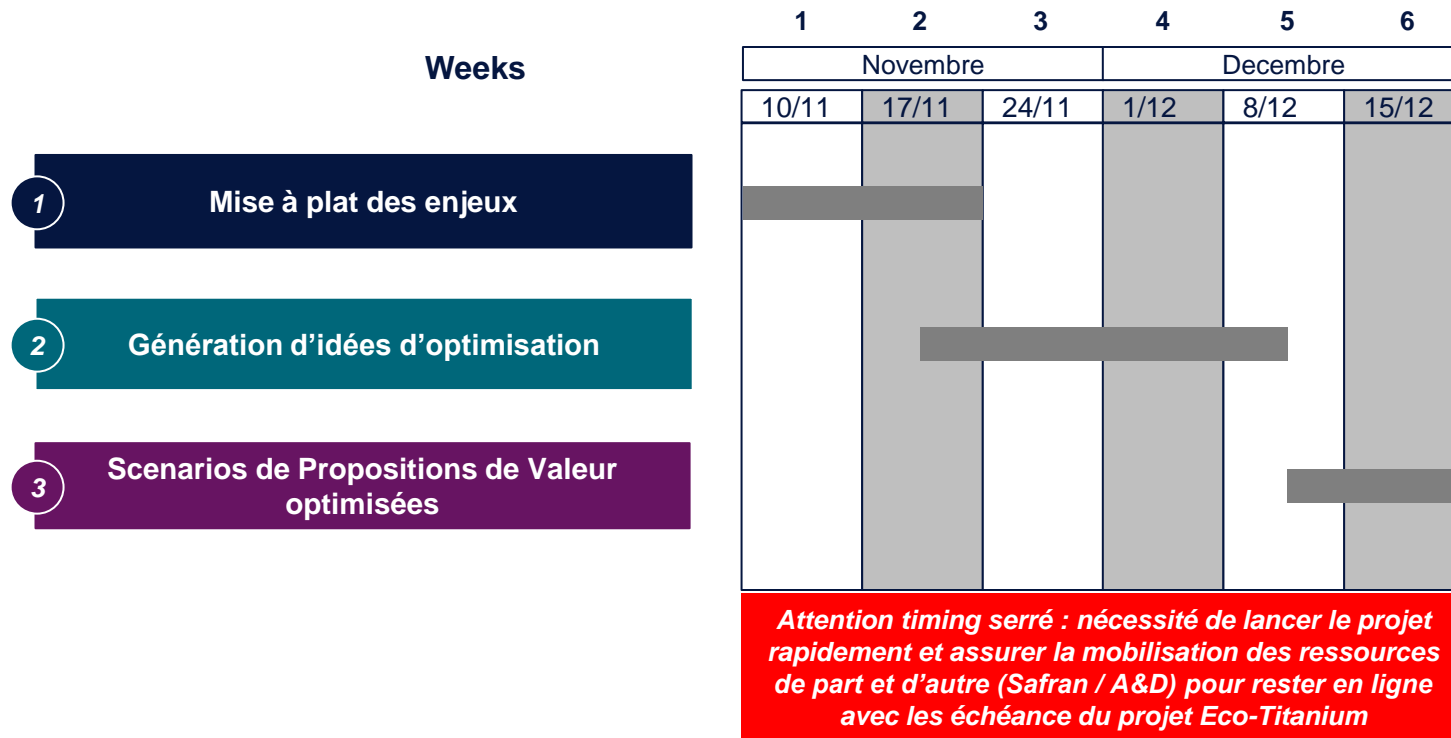 1 2 3 4 5 6
Weeks
Novembre Decembre
10/11 17/11 24/11 1/12 8/12 15/12
1 Mise à plat des enjeux
2 Génération d'idées d'optimisation
3 Scenarios de Propositions de Valeur
optimisées
Attention timing serré : nécessité de lancer le projet
rapidement et assurer la mobilisation des ressources
de part et d'autre (Safran / A&D) pour rester en ligne
avec les échéance du projet Eco-Titanium